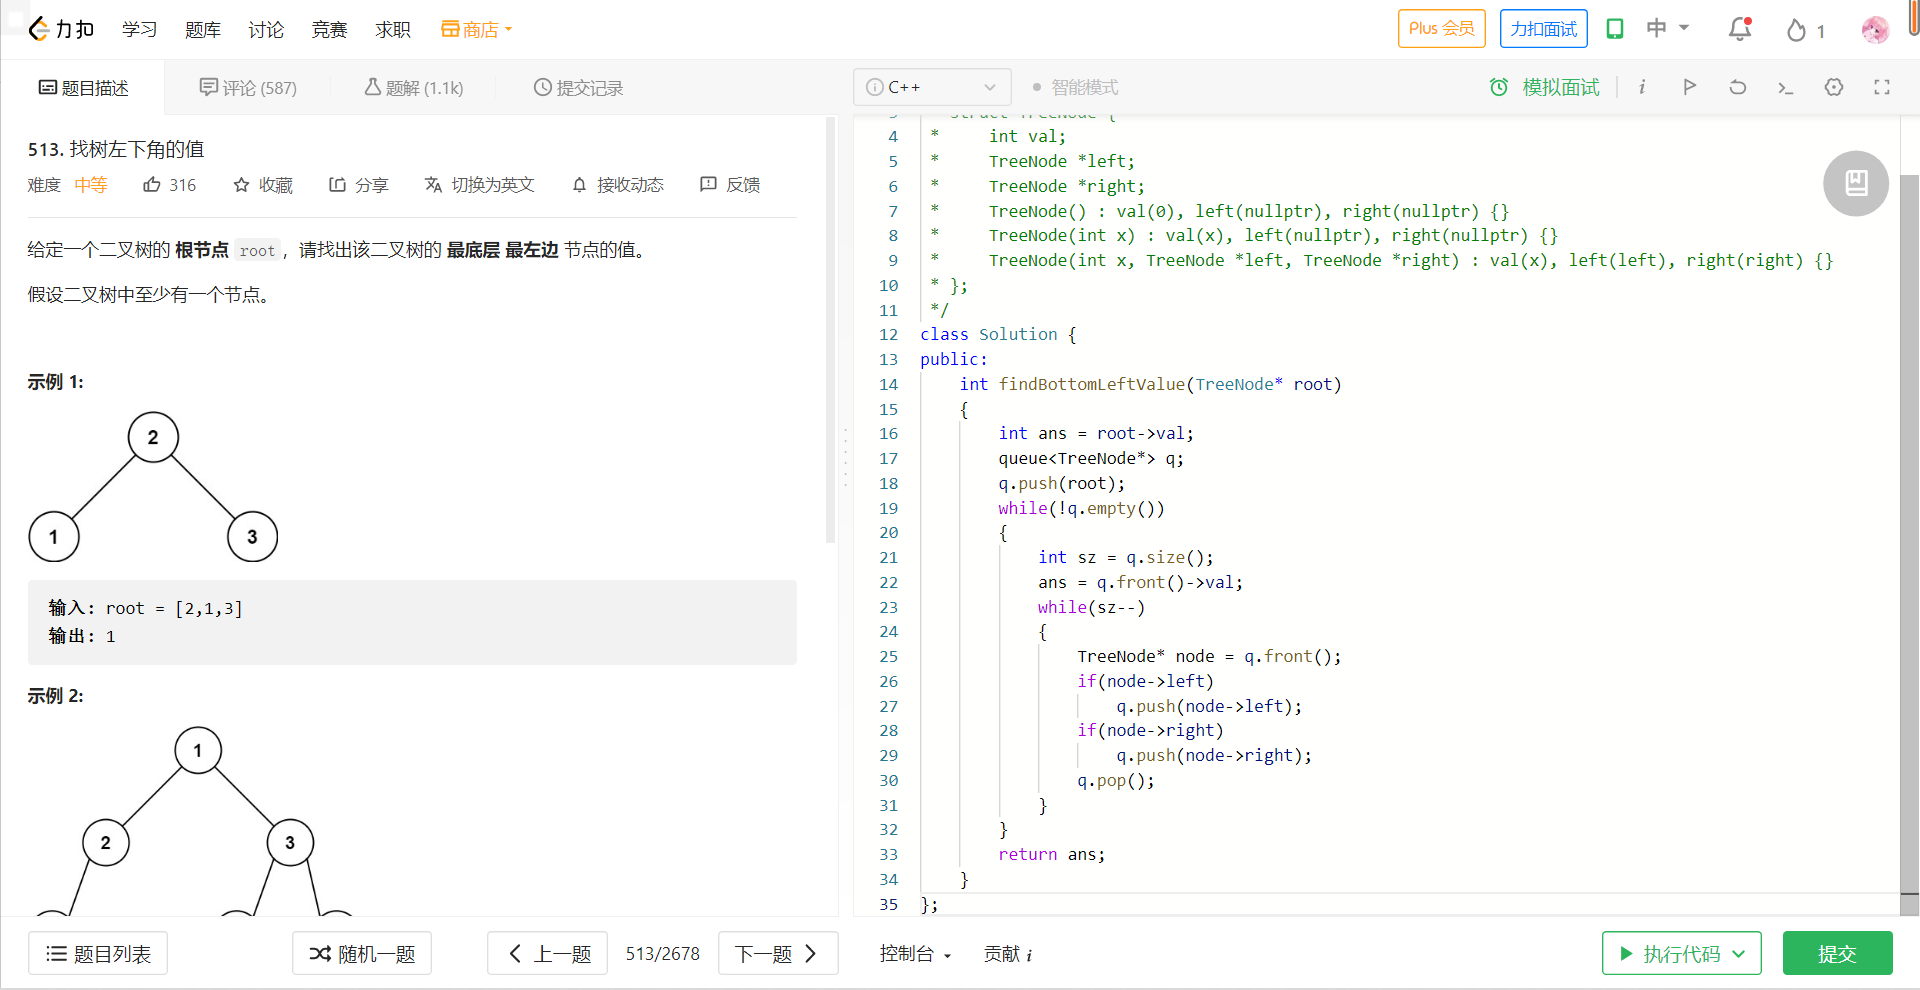 力扣 学习 题库 讨论 竞赛 求职 商店 Plus 会员 力扣面试 中 1
题目描述 评论 (587) 题解 (1.1k) 提交记录
513. 找树左下角的值
难度 中等 316 收藏 分享 切换为英文 接收动态 反馈
给定一个二叉树的 根节点 root，请找出该二叉树的 最底层 最左边 节点的值。
假设二叉树中至少有一个节点。
示例 1:
2
1 3
输入: root = [2,1,3]
输出: 1
示例 2:
1
2 3
题目列表 随机一题 上一题 513/2678 下一题
i C++ 智能模式 模拟面试 i
3 * struct TreeNode {
4 *     int val;
5 *     TreeNode *left;
6 *     TreeNode *right;
7 *     TreeNode() : val(0), left(nullptr), right(nullptr) {}
8 *     TreeNode(int x) : val(x), left(nullptr), right(nullptr) {}
9 *     TreeNode(int x, TreeNode *left, TreeNode *right) : val(x), left(left), right(right) {}
10 * };
11 */
12 class Solution {
13 public:
14     int findBottomLeftValue(TreeNode* root)
15     {
16         int ans = root->val;
17         queue<TreeNode*> q;
18         q.push(root);
19         while(!q.empty())
20         {
21             int sz = q.size();
22             ans = q.front()->val;
23             while(sz--)
24             {
25                 TreeNode* node = q.front();
26                 if(node->left)
27                     q.push(node->left);
28                 if(node->right)
29                     q.push(node->right);
30                 q.pop();
31             }
32         }
33         return ans;
34     }
35 };
控制台 贡献 i 执行代码 提交